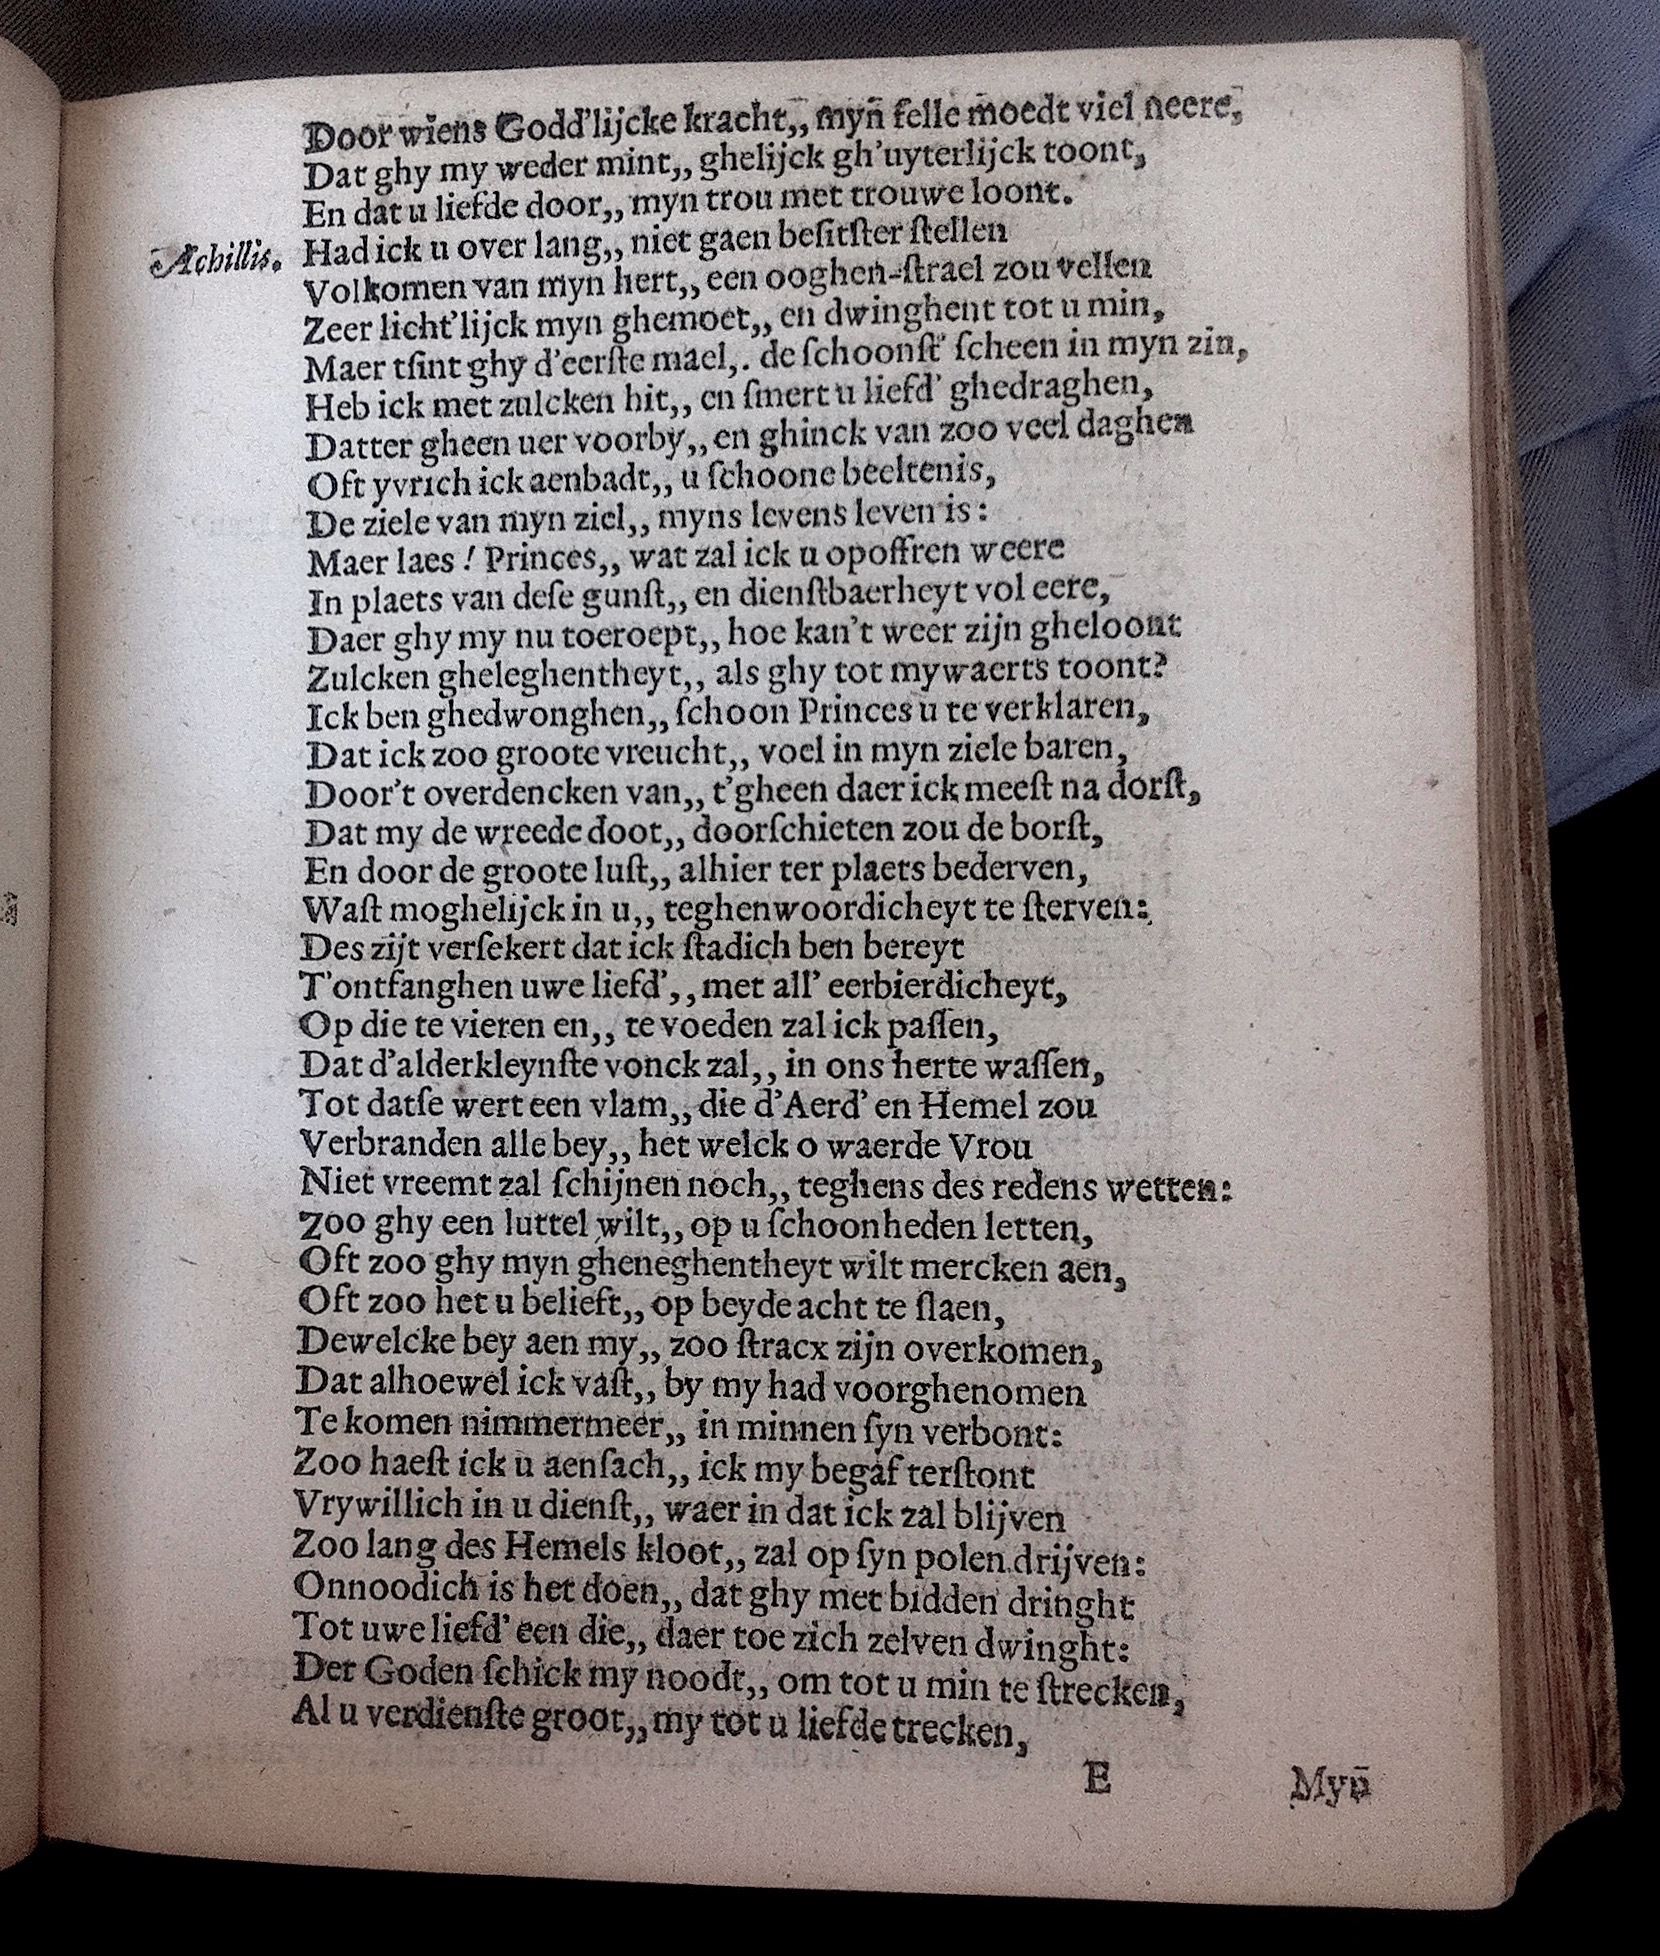 Door wiens Godd'lijcke kracht,, myñ felle moedt viel neere,
Dat ghy my weder mint,, ghelijck gh'uyterlijck toont,
En dat u liefde door,, myn trou met trouwe loont.
Achillis. Had ick u over lang,, niet gaen beſitſter ſtellen
Volkomen van myn hert,, een ooghen-ſtrael zou vellen
Zeer licht'lijck myn ghemoet,, en dwinghent tot u min,
Maer tſint ghy d'eerſte mael,. de ſchoonſt' ſcheen in myn zin,
Heb ick met zulcken hit,, en ſmert u liefd' ghedraghen,
Datter gheen uer voorby,, en ghinck van zoo veel daghen
Oft yvrich ick aenbadt,, u ſchoone beeltenis,
De ziele van myn ziel,, myns levens leven is:
Maer laes! Princes,, wat zal ick u opoffren weere
In plaets van deſe gunſt,, en dienſtbaerheyt vol eere,
Daer ghy my nu toeroept,, hoe kan't weer zijn gheloont
Zulcken gheleghentheyt,, als ghy tot mywaerts toont?
Ick ben ghedwonghen,, ſchoon Princes u te verklaren,
Dat ick zoo groote vreucht,, voel in myn ziele baren,
Door't overdencken van,, t'gheen daer ick meeſt na dorſt,
Dat my de wreede doot,, doorſchieten zou de borſt,
En door de groote luſt,, alhier ter plaets bederven,
Waſt moghelijck in u,, teghenwoordicheyt te ſterven:
Des zijt verſekert dat ick ſtadich ben bereyt
T'ontfanghen uwe liefd',, met all' eerbierdicheyt,
Op die te vieren en,, te voeden zal ick paſſen,
Dat d'alderkleynſte vonck zal,, in ons herte waſſen,
Tot datſe wert een vlam,, die d'Aerd' en Hemel zou
Verbranden alle bey,, het welck o waerde Vrou
Niet vreemt zal ſchijnen noch,, teghens des redens wetten:
Zoo ghy een luttel wilt,, op u ſchoonheden letten,
Oft zoo ghy myn gheneghentheyt wilt mercken aen,
Oft zoo het u belieft,, op beyde acht te ſlaen,
Dewelcke bey aen my,, zoo ſtracx zijn overkomen,
Dat alhoewel ick vaſt,, by my had voorghenomen
Te komen nimmermeer,, in minnen ſyn verbont:
Zoo haeſt ick u aenſach,, ick my begaf terſtont
Vrywillich in u dienſt,, waer in dat ick zal blijven
Zoo lang des Hemels kloot,, zal op ſyn polen drijven:
Onnoodich is het doen,, dat ghy met bidden dringht
Tot uwe liefd' een die,, daer toe zich zelven dwinght:
Der Goden ſchick my noodt,, om tot u min te ſtrecken,
Al u verdienſte groot,, my tot u liefde trecken,
E Myñ